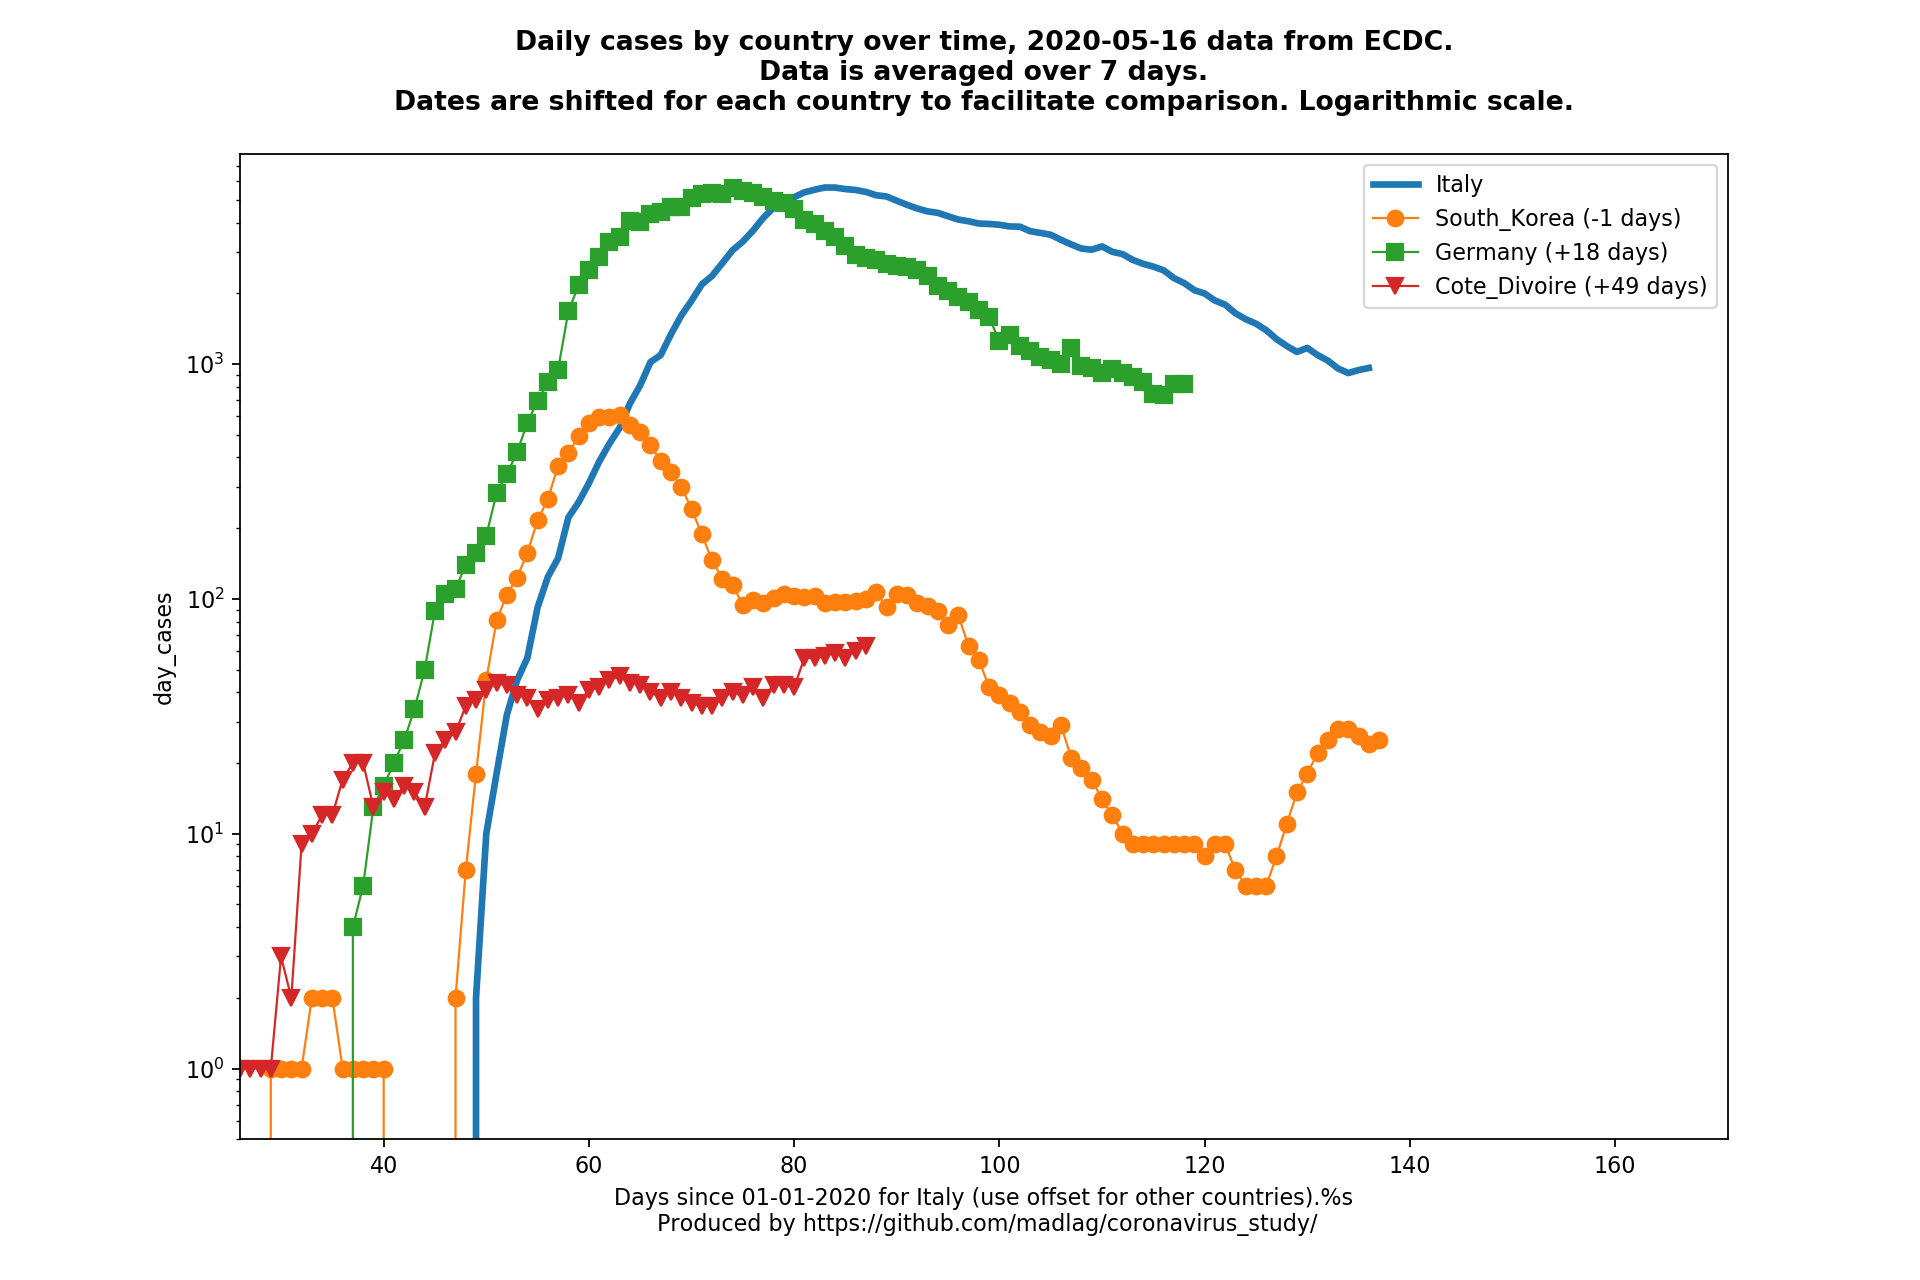 Daily cases by country over time, 2020-05-16 data from ECDC.
Data is averaged over 7 days.
Dates are shifted for each country to facilitate comparison. Logarithmic scale.
Italy
South_Korea (-1 days)
Germany (+18 days)
Cote_Divoire (+49 days)
day_cases
10³
10²
10¹
10⁰
40 60 80 100 120 140 160
Days since 01-01-2020 for Italy (use offset for other countries).%s
Produced by https://github.com/madlag/coronavirus_study/